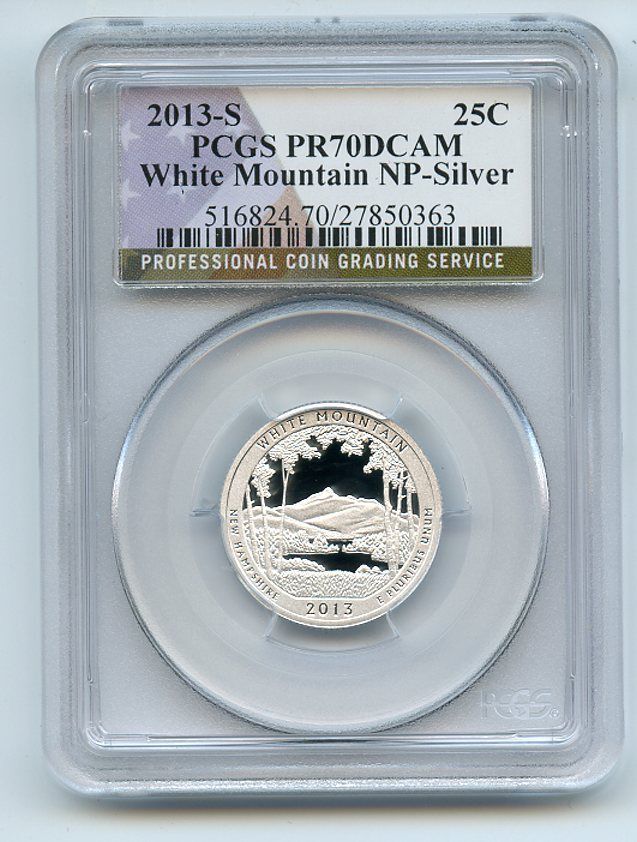 2013-S 25C
PCGS PR70DCAM
White Mountain NP-Silver
516824.70/27850363
PROFESSIONAL COIN GRADING SERVICE
WHITE MOUNTAIN
NEW HAMPSHIRE
2013
E PLURIBUS UNUM
PCGS